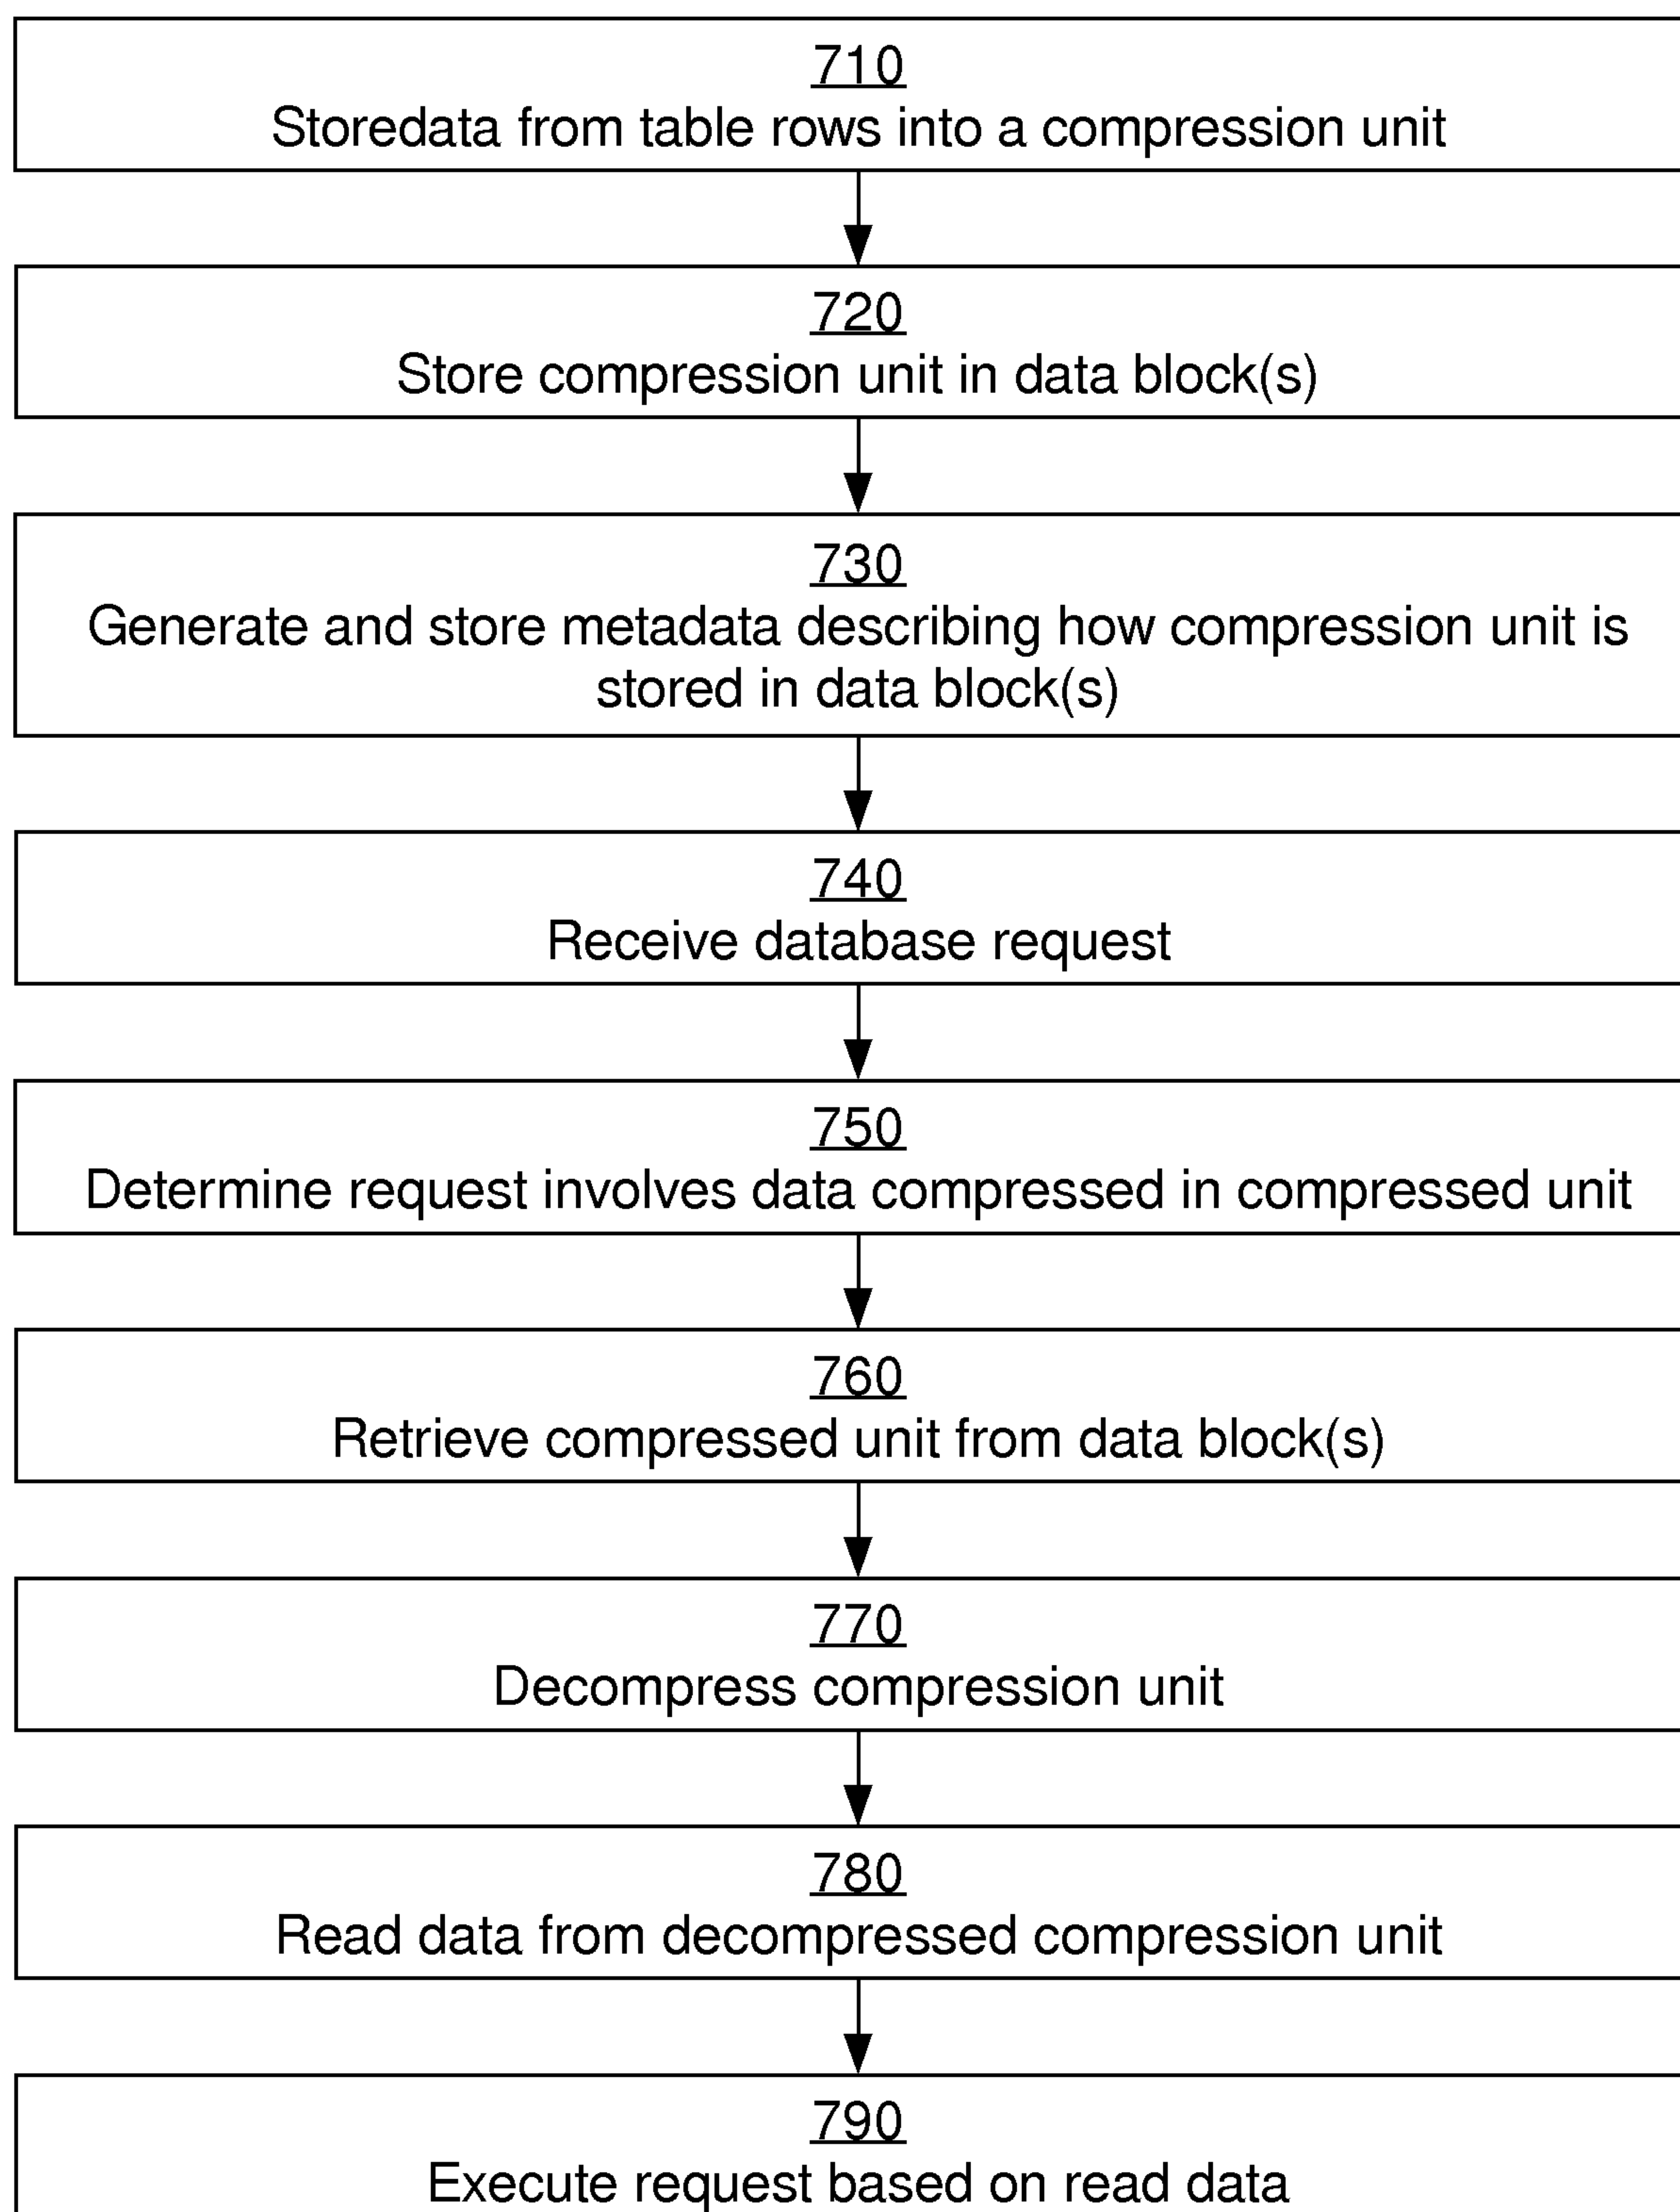 710
Storedata from table rows into a compression unit
720
Store compression unit in data block(s)
730
Generate and store metadata describing how compression unit is
stored in data block(s)
740
Receive database request
750
Determine request involves data compressed in compressed unit
760
Retrieve compressed unit from data block(s)
770
Decompress compression unit
780
Read data from decompressed compression unit
790
Execute request based on read data